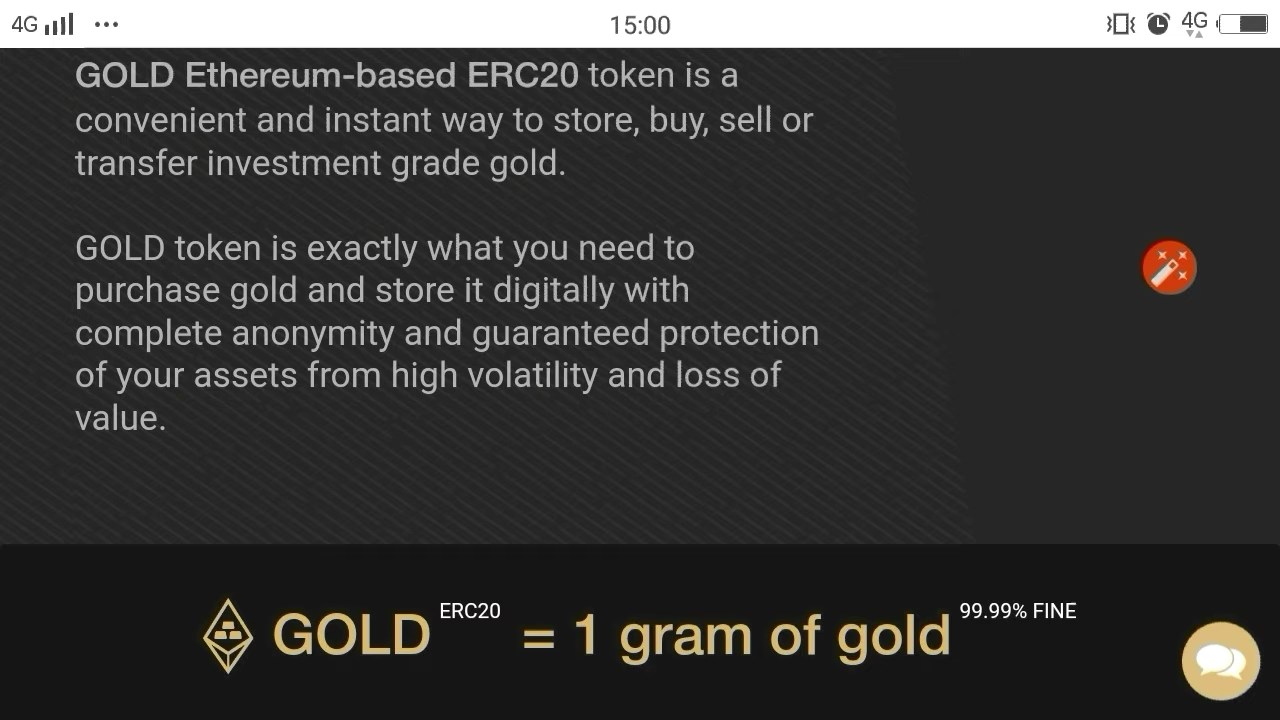 4G ... 15:00 4G
GOLD Ethereum-based ERC20 token is a
convenient and instant way to store, buy, sell or
transfer investment grade gold.
GOLD token is exactly what you need to
purchase gold and store it digitally with
complete anonymity and guaranteed protection
of your assets from high volatility and loss of
value.
GOLD ERC20 = 1 gram of gold 99.99% FINE